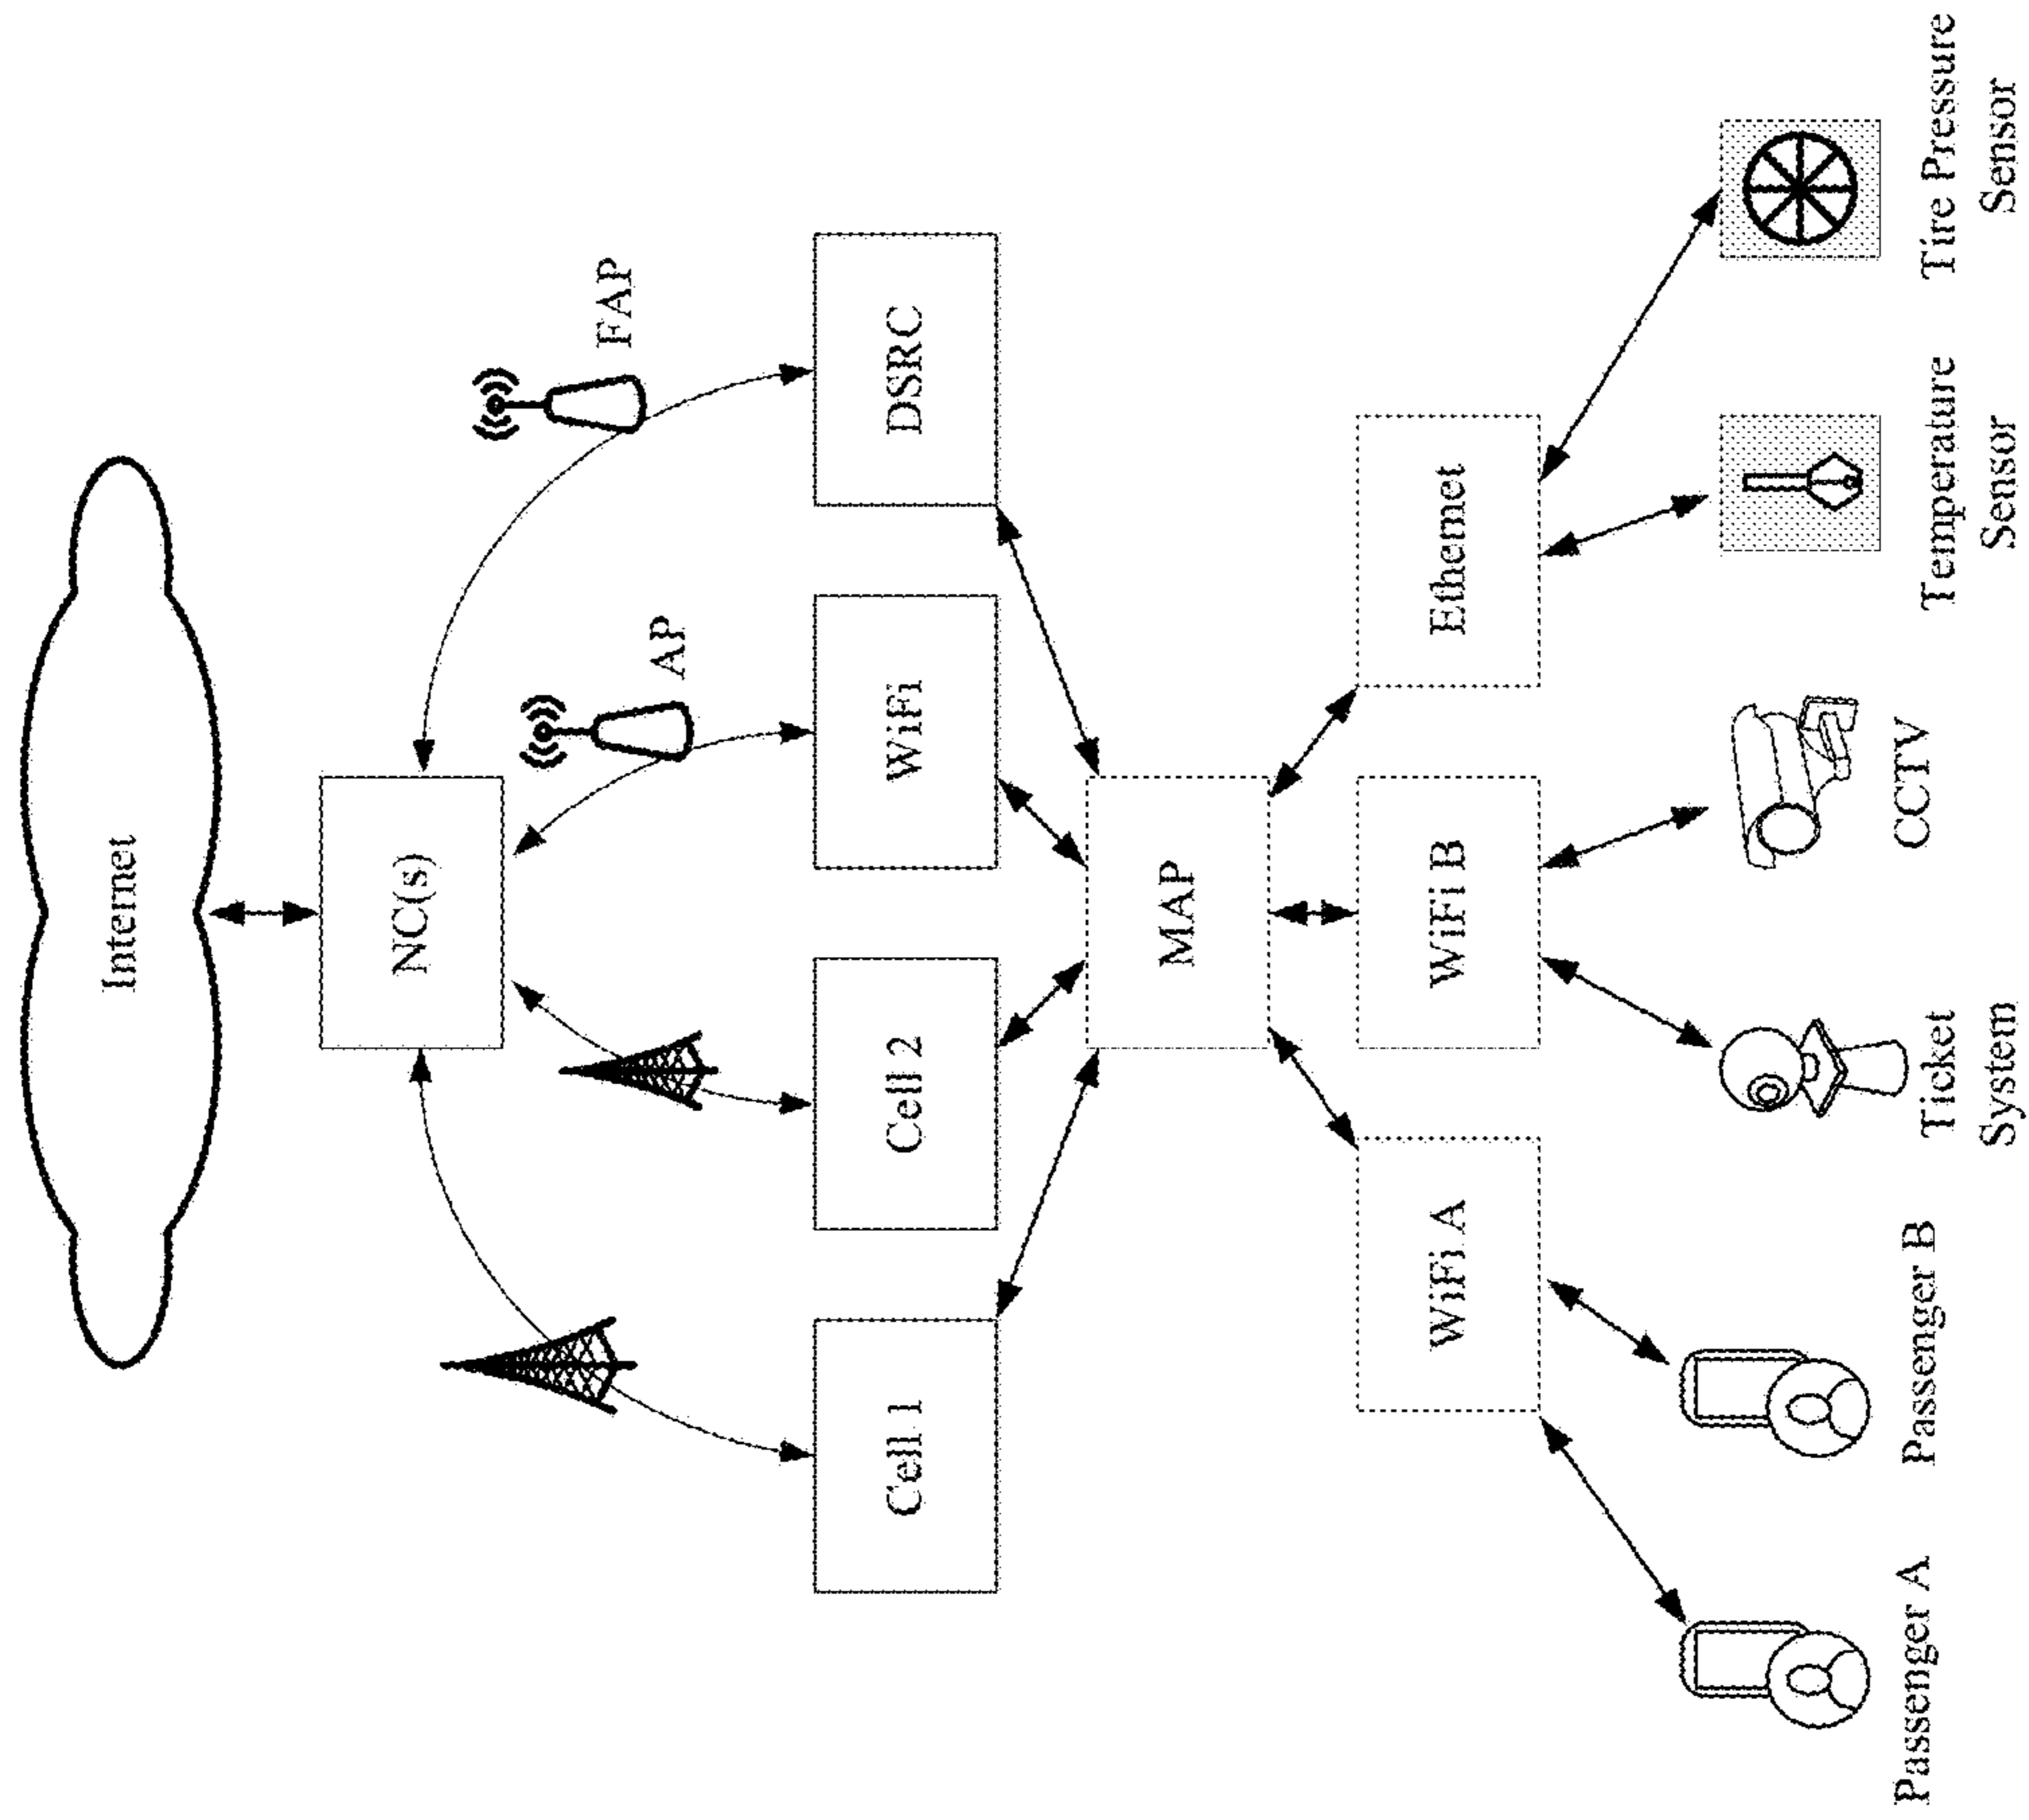 Internet
NC(s)
FAP
AP
Cell 1
Cell 2
WiFi
DSRC
MAP
WiFi A
WiFi B
Ethernet
Passenger A
Passenger B
Ticket
System
CCTV
Temperature
Sensor
Tire Pressure
Sensor